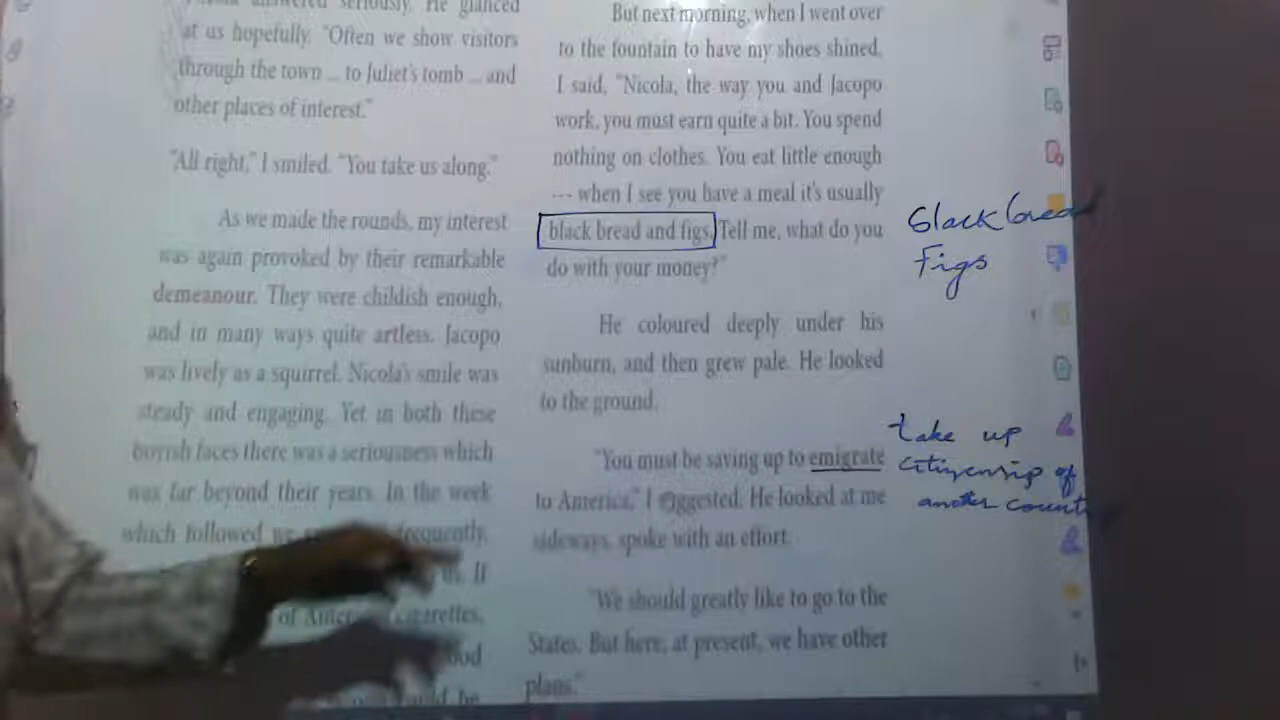 answered seriously. He glanced
at us hopefully. "Often we show visitors
through the town ... to Juliet's tomb ... and
other places of interest."
"All right," I smiled. "You take us along."
As we made the rounds, my interest
was again provoked by their remarkable
demeanour. They were childish enough,
and in many ways quite artless. Jacopo
was lively as a squirrel. Nicola's smile was
steady and engaging. Yet in both these
boyish faces there was a seriousness which
was far beyond their years. In the week
which followed we frequently,
us. If
of American cigarettes,
be
But next morning, when I went over
to the fountain to have my shoes shined,
I said, "Nicola, the way you and Jacopo
work, you must earn quite a bit. You spend
nothing on clothes. You eat little enough
--- when I see you have a meal it's usually
black bread and figs. Tell me, what do you
do with your money?"
He coloured deeply under his
sunburn, and then grew pale. He looked
to the ground.
"You must be saving up to emigrate
to America," I suggested. He looked at me
sideways, spoke with an effort.
"We should greatly like to go to the
States. But here, at present, we have other
plans."
Black bread
Figs
take up
citizenship of
another count